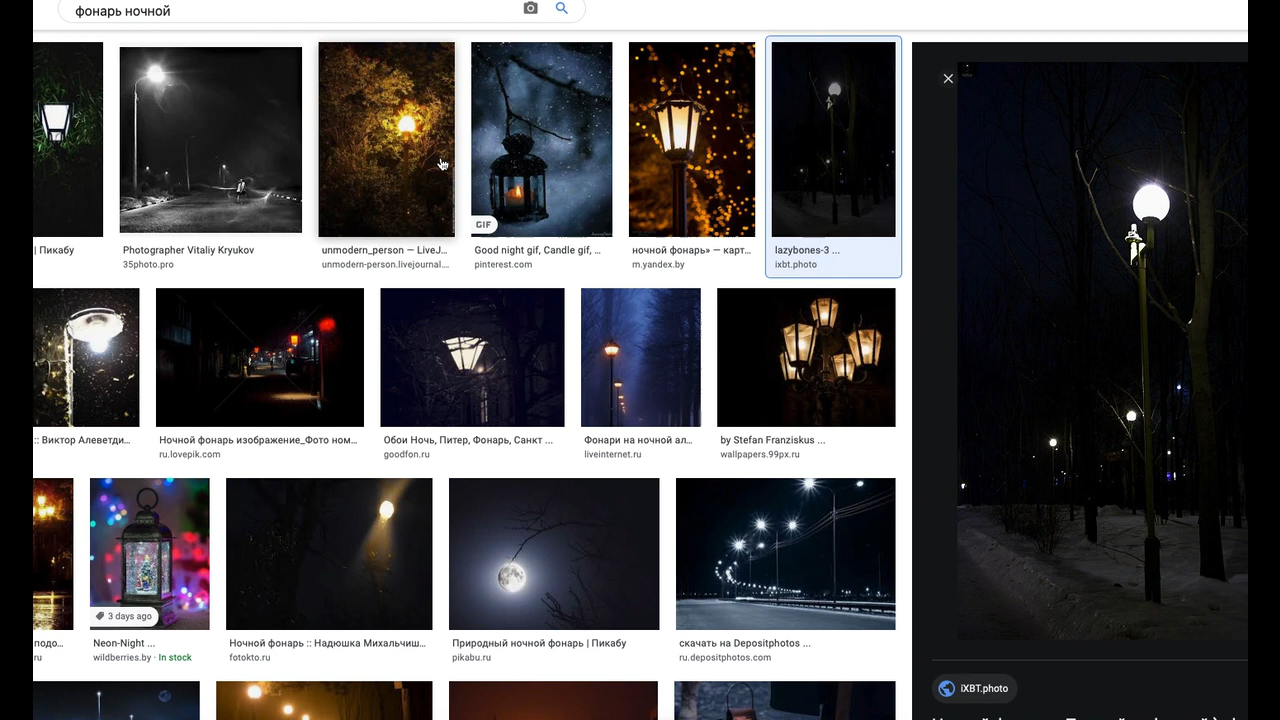 фонарь ночной
| Пикабу
Photographer Vitaliy Kryukov
35photo.pro
unmodern_person — LiveJ...
unmodern-person.livejournal....
GIF
Good night gif, Candle gif, ...
pinterest.com
ночной фонарь» — карт...
m.yandex.by
lazybones-3 ...
ixbt.photo
:: Виктор Алеветди...
Ночной фонарь изображение_Фото ном...
ru.lovepik.com
Обои Ночь, Питер, Фонарь, Санкт ...
goodfon.ru
Фонари на ночной ал...
liveinternet.ru
by Stefan Franziskus ...
wallpapers.99px.ru
подо...
ru
3 days ago
Neon-Night ...
wildberries.by · In stock
Ночной фонарь :: Надюшка Михальчиш...
fotokto.ru
Природный ночной фонарь | Пикабу
pikabu.ru
скачать на Depositphotos ...
ru.depositphotos.com
iXBT.photo